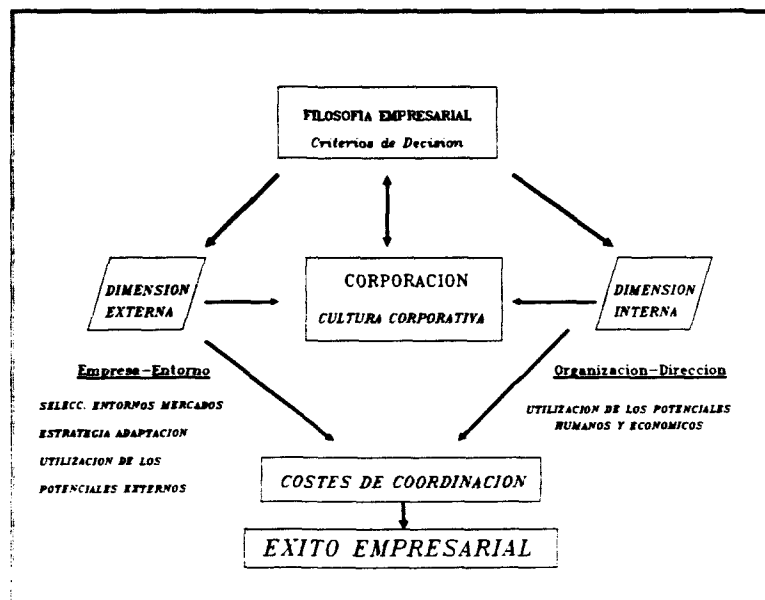 FILOSOFIA EMPRESARIAL
Criterios de Decision
DIMENSION
EXTERNA
CORPORACION
CULTURA CORPORATIVA
DIMENSION
INTERNA
Empresa-Entorno
SELECC. ENTORNOS MERCADOS
ESTRATEGIA ADAPTACION
UTILIZACION DE LOS
POTENCIALES EXTERNOS
Organizacion-Direccion
UTILIZACION DE LOS POTENCIALES
HUMANOS Y ECONOMICOS
COSTES DE COORDINACION
EXITO EMPRESARIAL